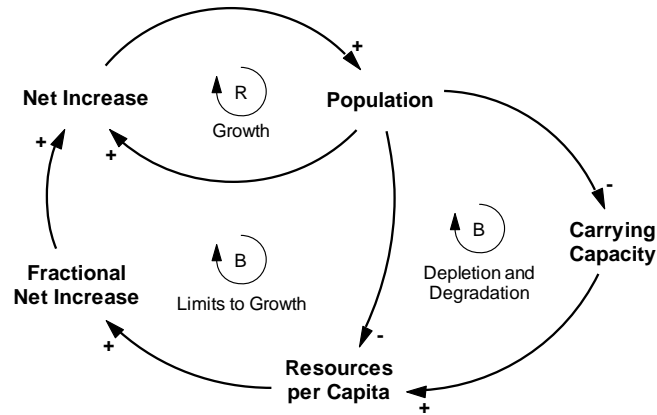 +
Net Increase
R
Population
Growth
+
+
-
B
B
Carrying
Capacity
Fractional
Net Increase
Limits to Growth
Depletion and
Degradation
+
-
Resources
per Capita
+